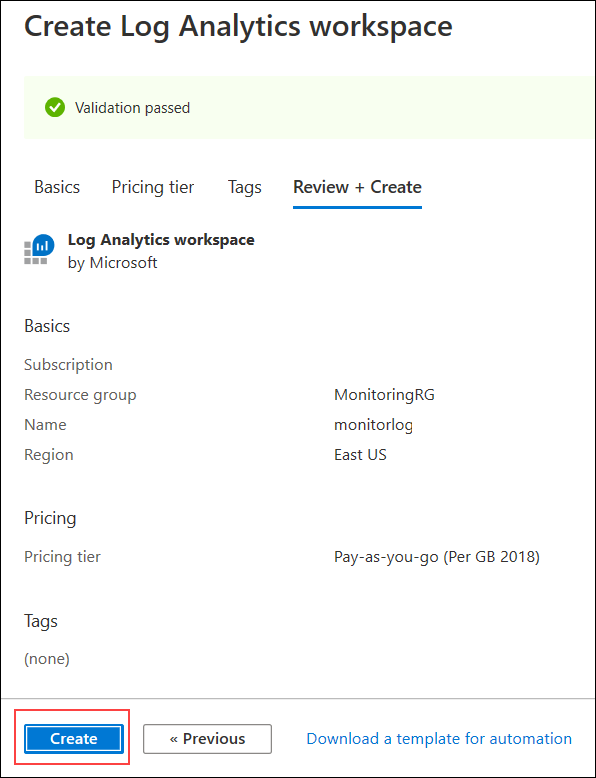 Create Log Analytics workspace
Validation passed
Basics Pricing tier Tags Review + Create
Log Analytics workspace
by Microsoft
Basics
Subscription
Resource group MonitoringRG
Name monitorlog
Region East US
Pricing
Pricing tier Pay-as-you-go (Per GB 2018)
Tags
(none)
Create « Previous Download a template for automation